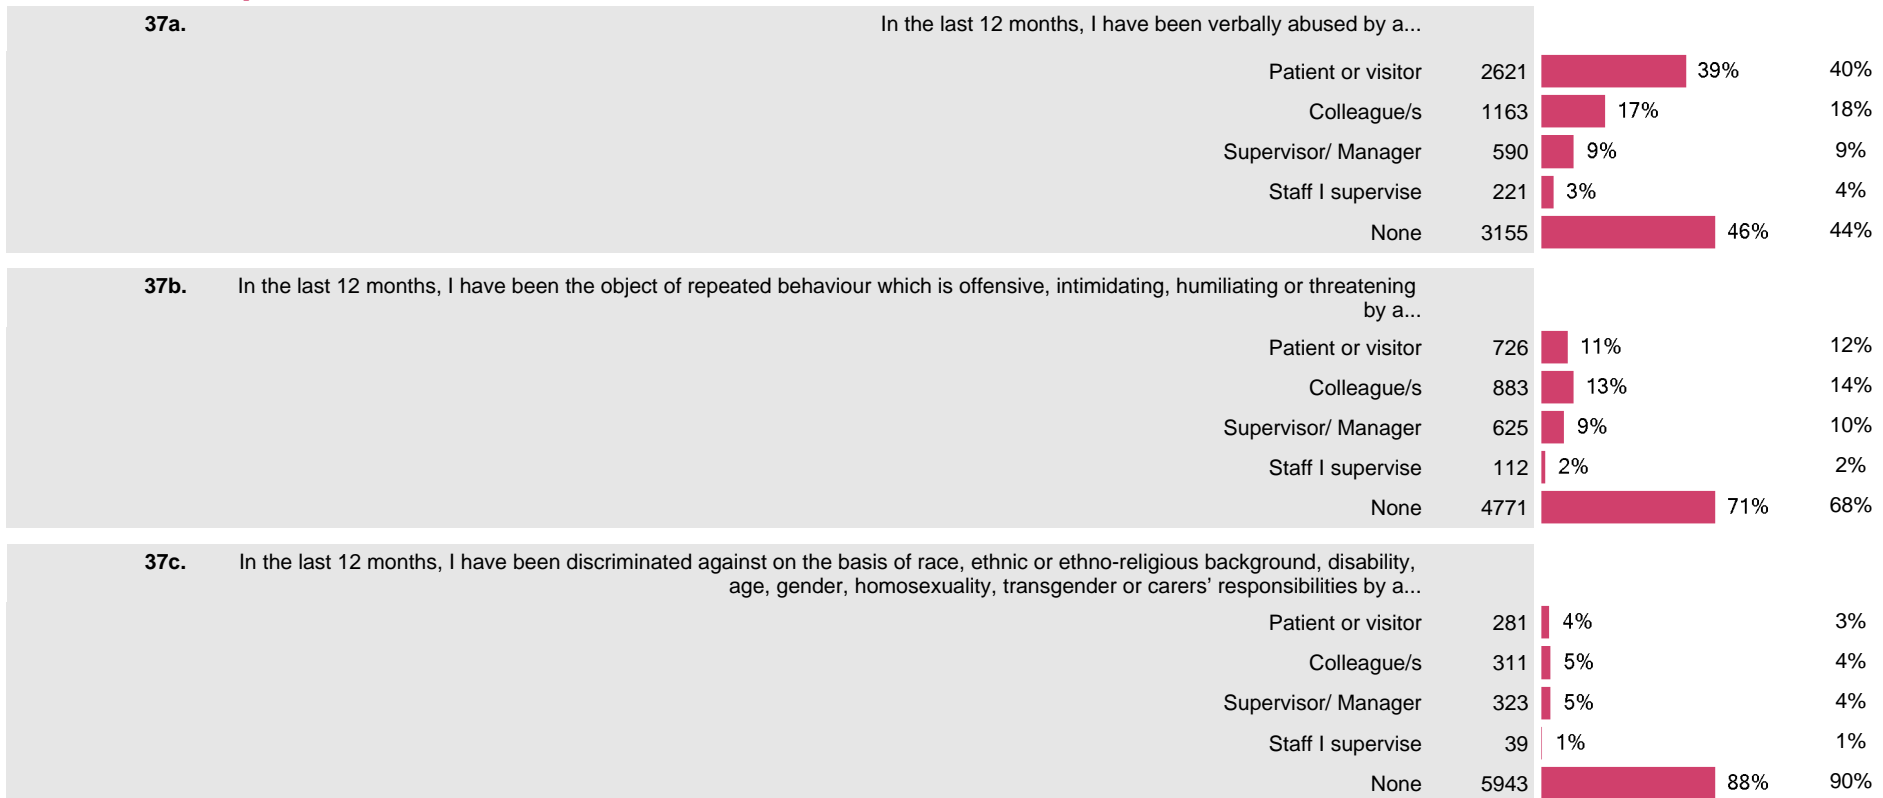 37a. In the last 12 months, I have been verbally abused by a...
Patient or visitor 2621 39% 40%
Colleague/s 1163 17% 18%
Supervisor/ Manager 590 9% 9%
Staff I supervise 221 3% 4%
None 3155 46% 44%
37b. In the last 12 months, I have been the object of repeated behaviour which is offensive, intimidating, humiliating or threatening
by a...
Patient or visitor 726 11% 12%
Colleague/s 883 13% 14%
Supervisor/ Manager 625 9% 10%
Staff I supervise 112 2% 2%
None 4771 71% 68%
37c. In the last 12 months, I have been discriminated against on the basis of race, ethnic or ethno-religious background, disability,
age, gender, homosexuality, transgender or carers’ responsibilities by a...
Patient or visitor 281 4% 3%
Colleague/s 311 5% 4%
Supervisor/ Manager 323 5% 4%
Staff I supervise 39 1% 1%
None 5943 88% 90%